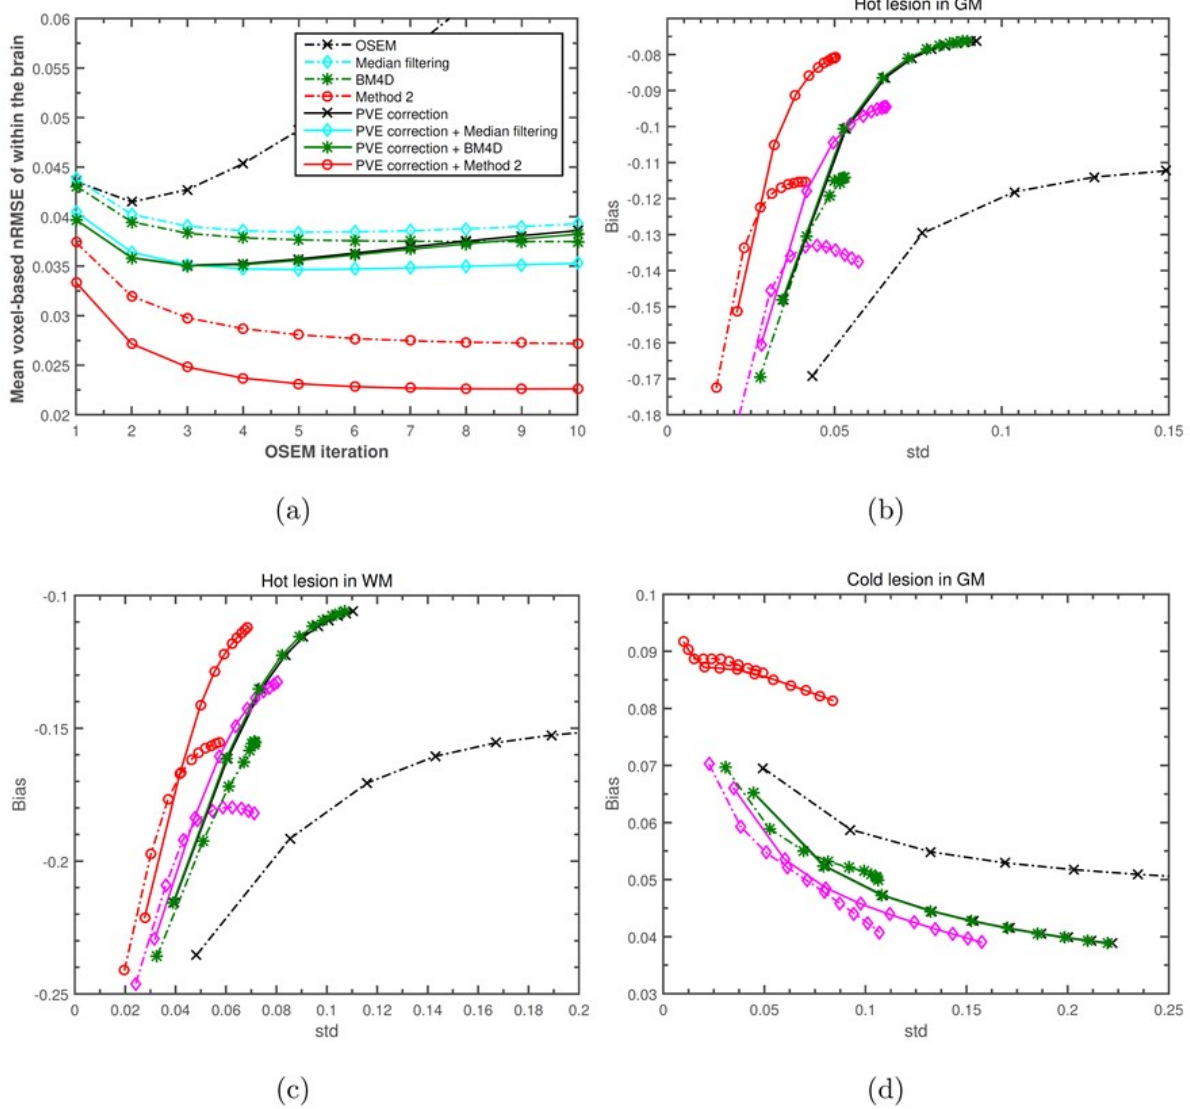 Hot lesion in GM
0.06
0.055
0.05
0.045
0.04
0.035
0.03
0.025
0.02
Mean voxel-based nRMSE of within the brain
OSEM
Median filtering
BM4D
Method 2
PVE correction
PVE correction + Median filtering
PVE correction + BM4D
PVE correction + Method 2
1 2 3 4 5 6 7 8 9 10
OSEM iteration
(a)
-0.08
-0.09
-0.1
-0.11
-0.12
-0.13
-0.14
-0.15
-0.16
-0.17
-0.18
Bias
0 0.05 0.1 0.15
std
(b)
Hot lesion in WM
-0.1
-0.15
-0.2
-0.25
Bias
0 0.02 0.04 0.06 0.08 0.1 0.12 0.14 0.16 0.18 0.2
std
(c)
Cold lesion in GM
0.1
0.09
0.08
0.07
0.06
0.05
0.04
0.03
Bias
0 0.05 0.1 0.15 0.2 0.25
std
(d)